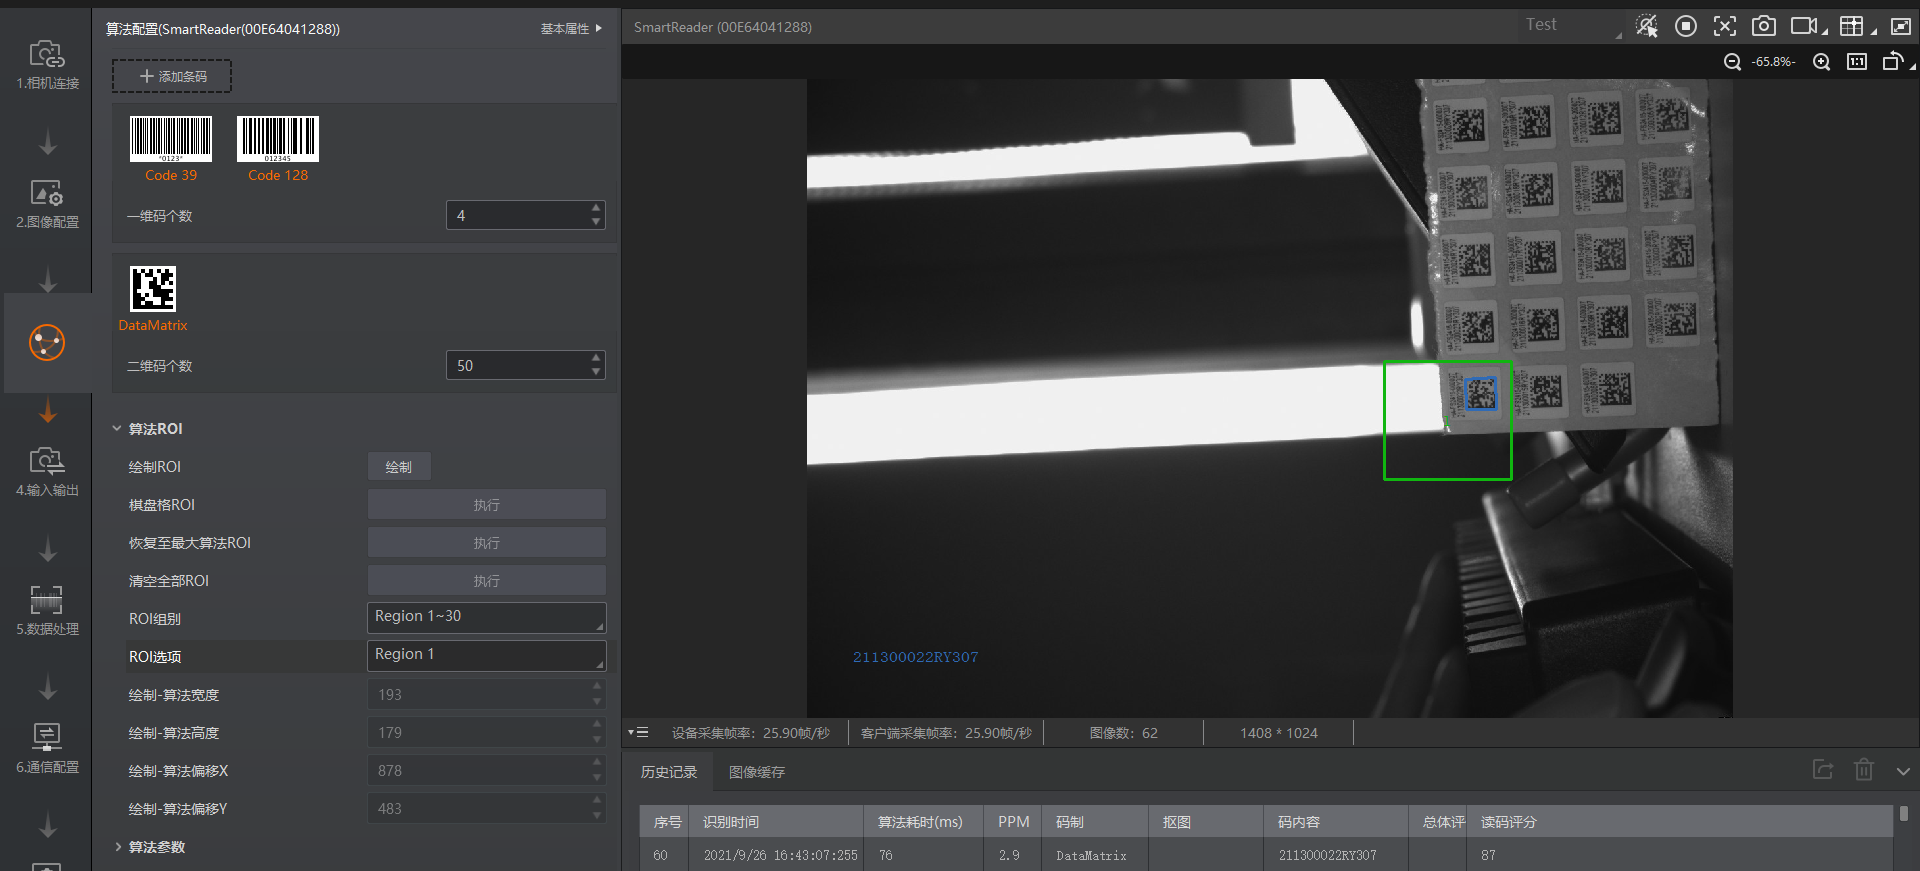 算法配置(SmartReader(00E64041288))
基本属性
SmartReader (00E64041288)
Test
1.相机连接
添加条码
-65.8%-
1:1
*0123*
012345
Code 39
Code 128
一维码个数
4
2.图像配置
DataMatrix
二维码个数
50
算法ROI
绘制ROI
绘制
棋盘格ROI
执行
恢复至最大算法ROI
执行
清空全部ROI
执行
ROI组别
Region 1~30
ROI选项
Region 1
绘制-算法宽度
193
绘制-算法高度
179
绘制-算法偏移X
878
绘制-算法偏移Y
483
算法参数
4.输入输出
5.数据处理
6.通信配置
211300022RY307
设备采集帧率：25.90帧/秒
客户端采集帧率：25.90帧/秒
图像数：62
1408 * 1024
历史记录
图像缓存
序号 识别时间 算法耗时(ms) PPM 码制 抠图 码内容 总体评 读码评分
60 2021/9/26 16:43:07:255 76 2.9 DataMatrix 211300022RY307 87